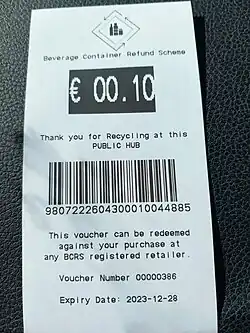 Beverage Container Refund Scheme
€ 00.10
Thank you for Recycling at this
PUBLIC HUB
9807222604300010044885
This voucher can be redeemed
against your purchase at
any BCRS registered retailer.
Voucher Number 00000386
Expiry Date: 2023-12-28